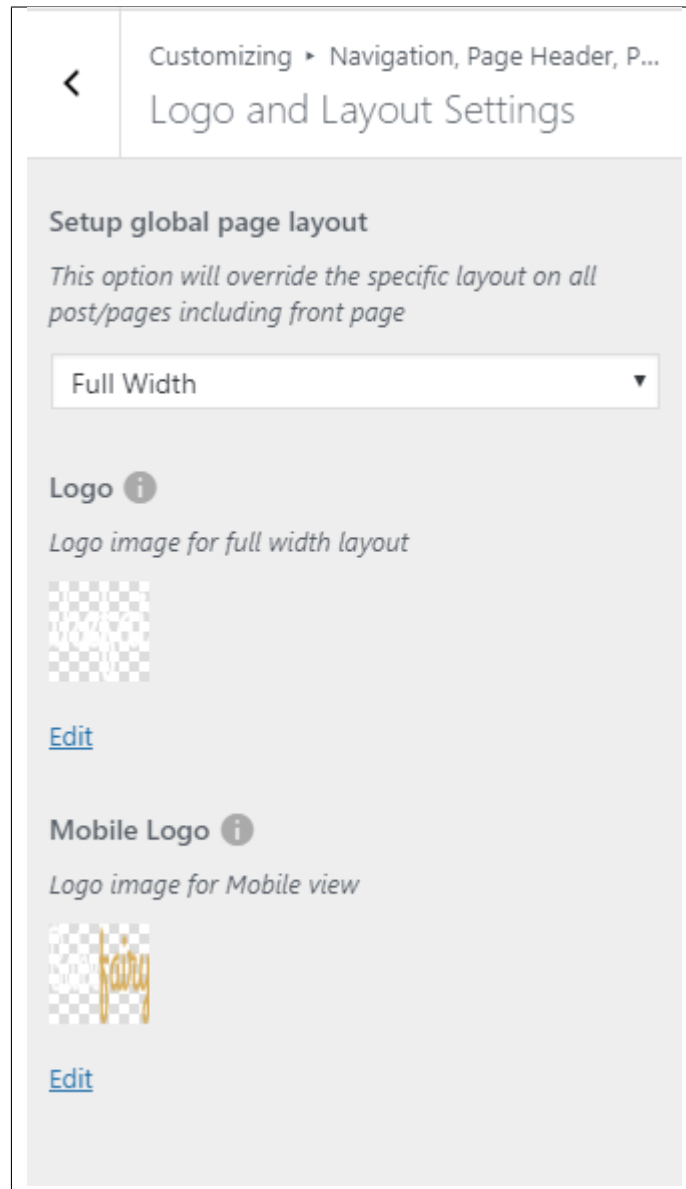 Customizing ▸ Navigation, Page Header, P...
Logo and Layout Settings
Setup global page layout
This option will override the specific layout on all
post/pages including front page
Full Width
Logo
Logo image for full width layout
Edit
Mobile Logo
Logo image for Mobile view
fairy
Edit